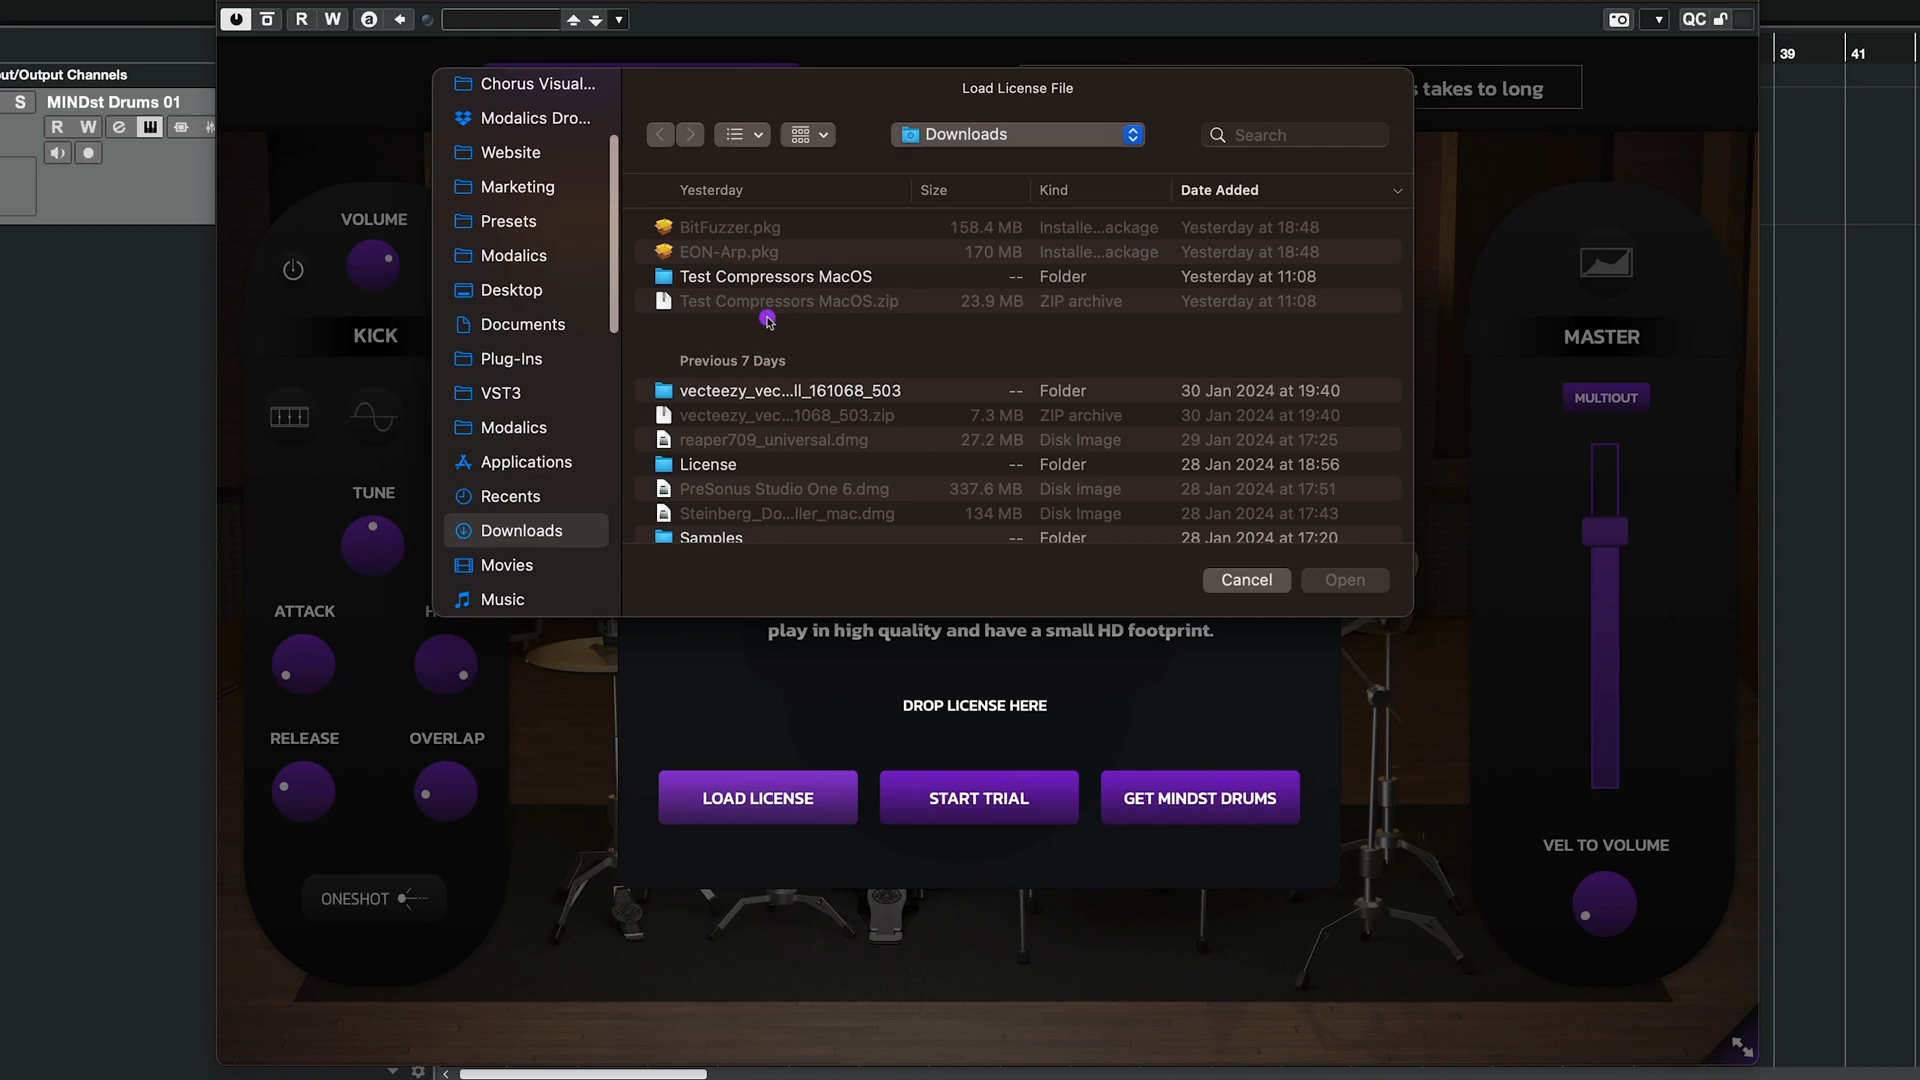 R W a QC
39 41
ut/Output Channels
S MINDst Drums 01
R W
Load License File
s takes to long
Chorus Visual...
Modalics Dro...
Website
Marketing
Presets
Modalics
Desktop
Documents
Plug-Ins
VST3
Modalics
Applications
Recents
Downloads
Movies
Music
Downloads
Search
Yesterday Size Kind Date Added
BitFuzzer.pkg 158.4 MB Installe...ackage Yesterday at 18:48
EON-Arp.pkg 170 MB Installe...ackage Yesterday at 18:48
Test Compressors MacOS -- Folder Yesterday at 11:08
Test Compressors MacOS.zip 23.9 MB ZIP archive Yesterday at 11:08
Previous 7 Days
vecteezy_vec...ll_161068_503 -- Folder 30 Jan 2024 at 19:40
vecteezy_vec...1068_503.zip 7.3 MB ZIP archive 30 Jan 2024 at 19:40
reaper709_universal.dmg 27.2 MB Disk Image 29 Jan 2024 at 17:25
License -- Folder 28 Jan 2024 at 18:56
PreSonus Studio One 6.dmg 337.6 MB Disk Image 28 Jan 2024 at 17:51
Steinberg_Do...ller_mac.dmg 134 MB Disk Image 28 Jan 2024 at 17:43
Samples -- Folder 28 Jan 2024 at 17:20
Cancel Open
VOLUME
KICK
TUNE
ATTACK
H
RELEASE OVERLAP
ONESHOT
play in high quality and have a small HD footprint.
DROP LICENSE HERE
LOAD LICENSE START TRIAL GET MINDST DRUMS
MASTER
MULTIOUT
VEL TO VOLUME